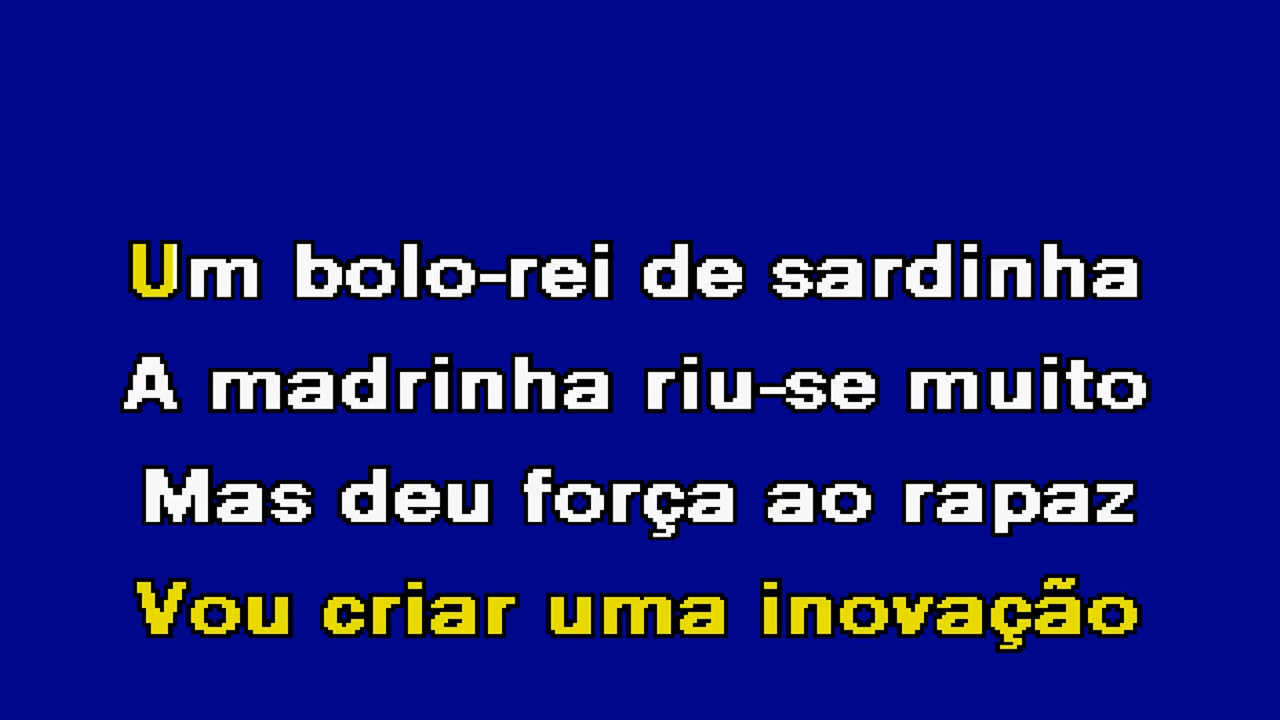 Um bolo-rei de sardinha
A madrinha riu-se muito
Mas deu força ao rapaz
Vou criar uma inovação